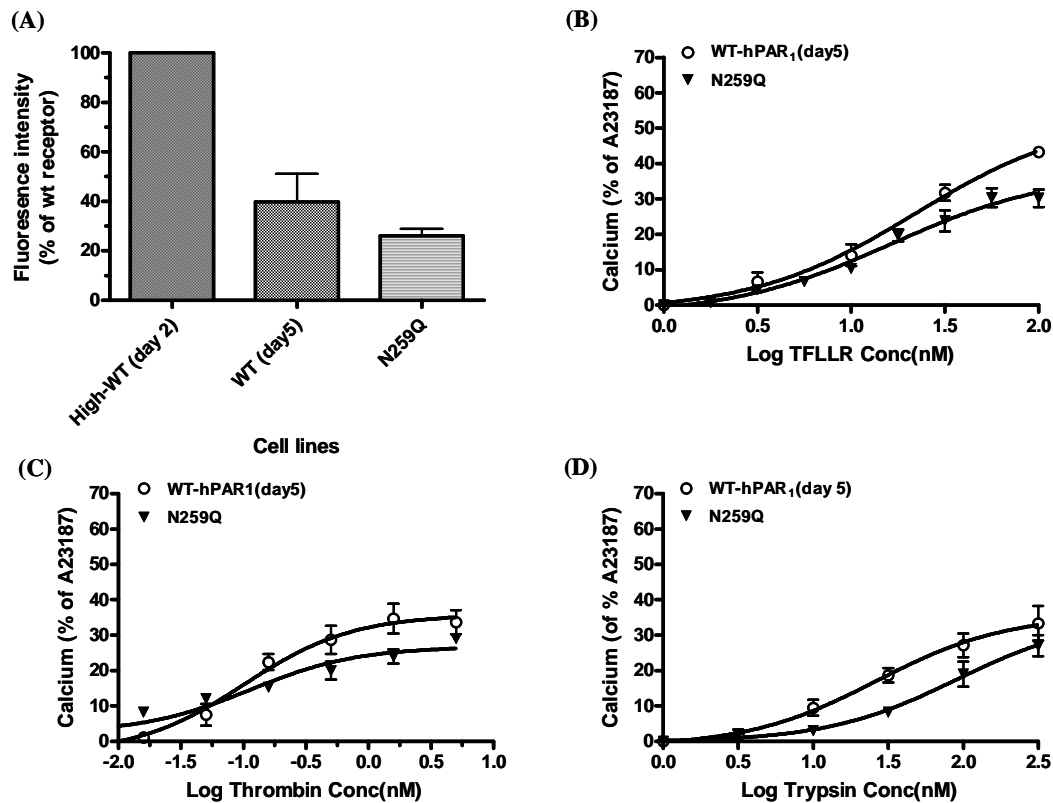 (A)
Fluoresence intensity
(% of wt receptor)
100
80
60
40
20
0
High-WT (day 2)
WT (day5)
N259Q
Cell lines
(B)
WT-hPAR1(day5)
N259Q
Calcium (% of A23187)
70
60
50
40
30
20
10
0
0.0 0.5 1.0 1.5 2.0
Log TFLLR Conc(nM)
(C)
WT-hPAR1(day5)
N259Q
Calcium (% of A23187)
70
60
50
40
30
20
10
0
-2.0 -1.5 -1.0 -0.5 0.0 0.5 1.0
Log Thrombin Conc(nM)
(D)
WT-hPAR1(day 5)
N259Q
Calcium (of % A23187)
70
60
50
40
30
20
10
0
0.0 0.5 1.0 1.5 2.0 2.5
Log Trypsin Conc(nM)